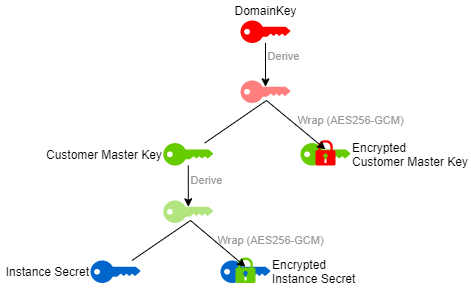 DomainKey
Derive
Wrap (AES256-GCM)
Customer Master Key
Encrypted
Customer Master Key
Derive
Wrap (AES256-GCM)
Instance Secret
Encrypted
Instance Secret